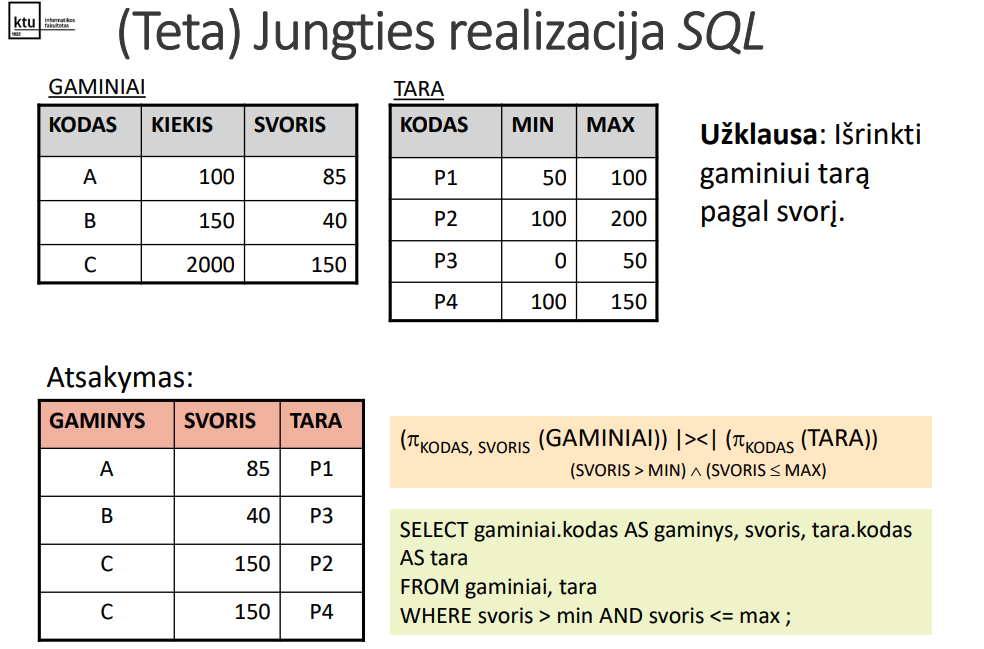 ktu
1922
informatikos
fakultetas
(Teta) Jungties realizacija SQL
GAMINIAI
KODAS KIEKIS SVORIS
A 100 85
B 150 40
C 2000 150
TARA
KODAS MIN MAX
P1 50 100
P2 100 200
P3 0 50
P4 100 150
Užklausa: Išrinkti
gaminiui tarą
pagal svorį.
Atsakymas:
GAMINYS SVORIS TARA
A 85 P1
B 40 P3
C 150 P2
C 150 P4
(πKODAS, SVORIS (GAMINIAI)) |><| (πKODAS (TARA))
(SVORIS > MIN) ∧ (SVORIS ≤ MAX)
SELECT gaminiai.kodas AS gaminys, svoris, tara.kodas
AS tara
FROM gaminiai, tara
WHERE svoris > min AND svoris <= max ;